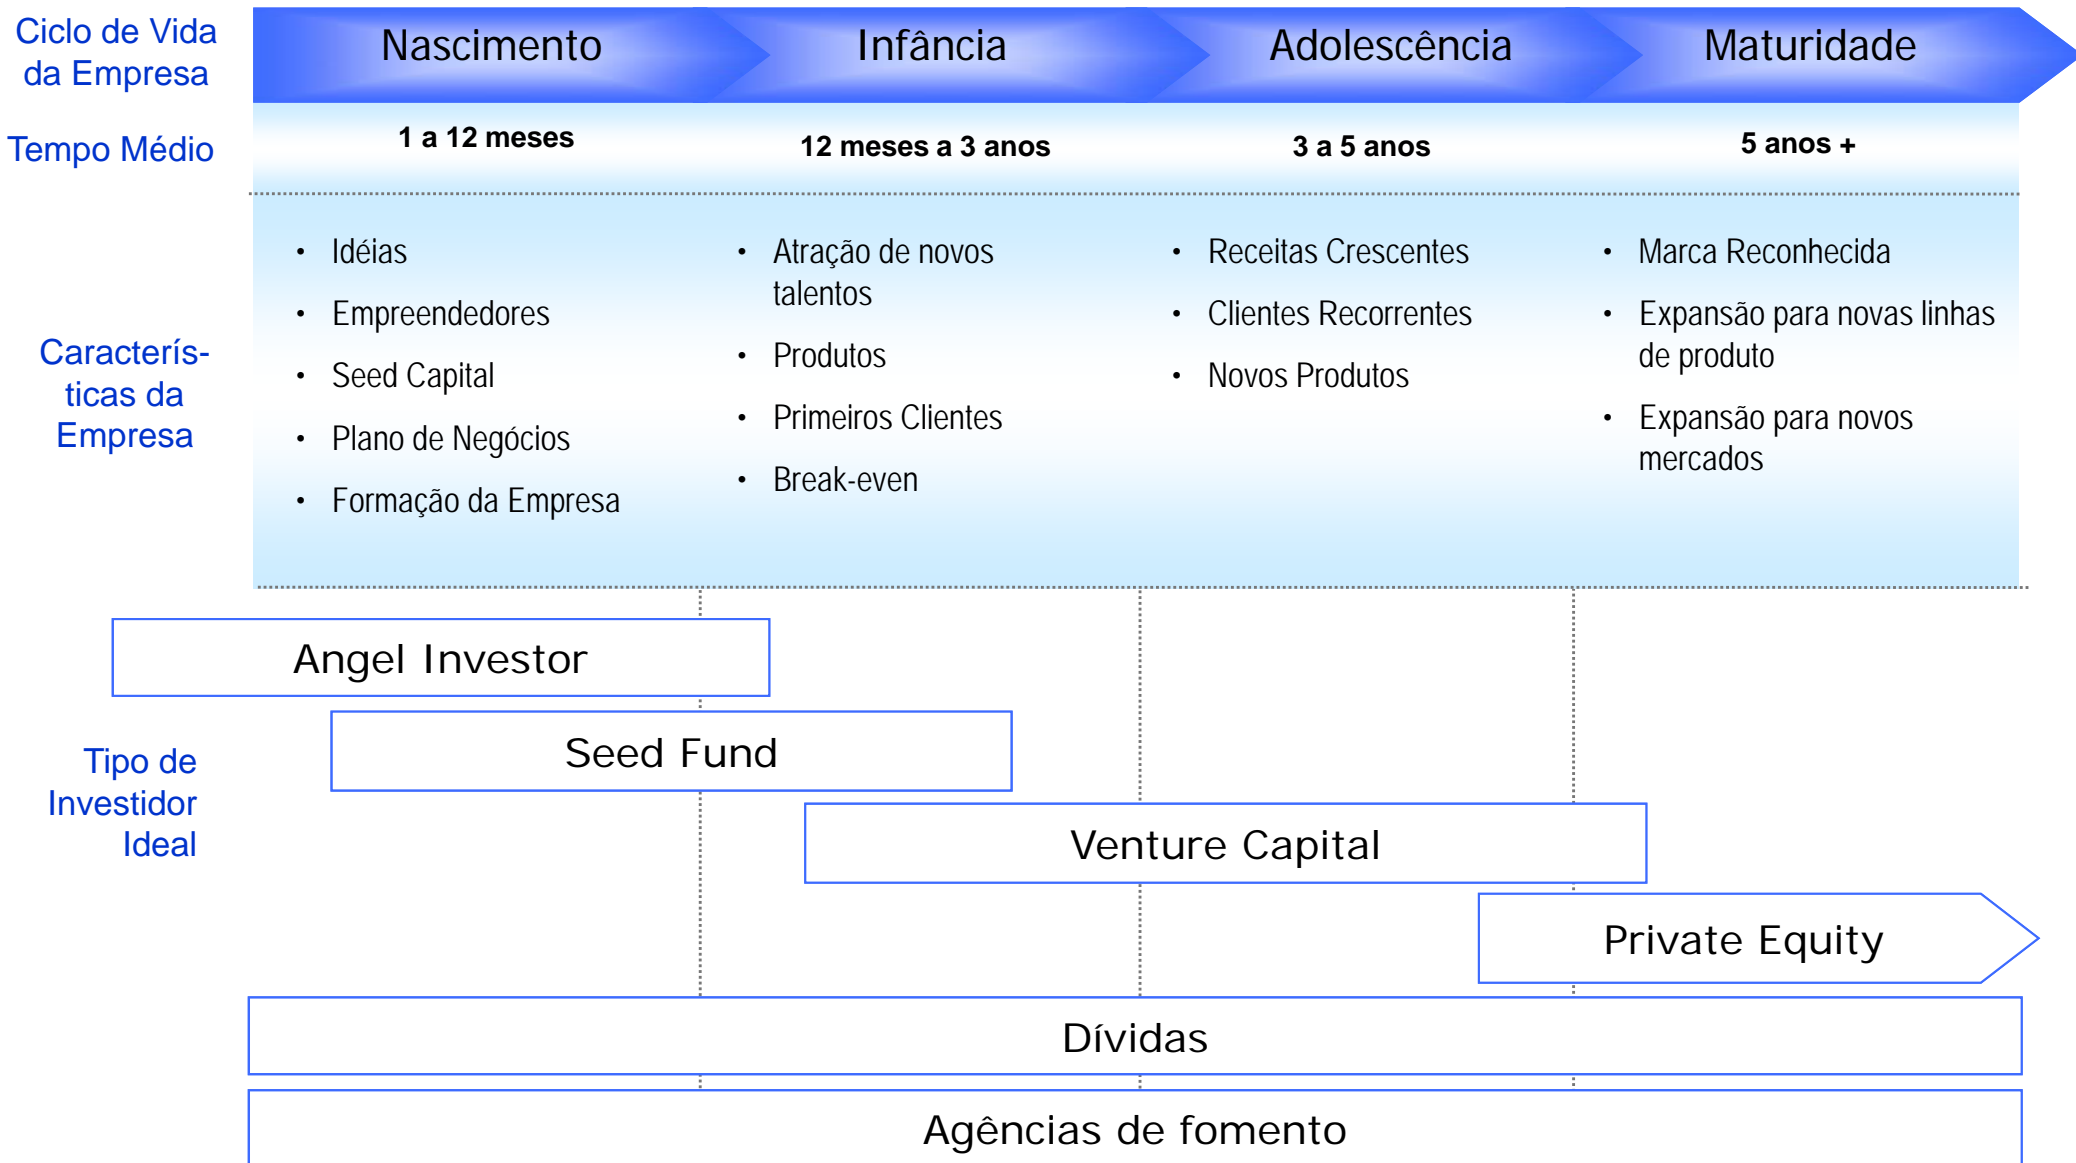 Ciclo de Vida
da Empresa
Nascimento
Infância
Adolescência
Maturidade
Tempo Médio
1 a 12 meses
12 meses a 3 anos
3 a 5 anos
5 anos +
Caracterís-
ticas da
Empresa
• Idéias
• Empreendedores
• Seed Capital
• Plano de Negócios
• Formação da Empresa
• Atração de novos
talentos
• Produtos
• Primeiros Clientes
• Break-even
• Receitas Crescentes
• Clientes Recorrentes
• Novos Produtos
• Marca Reconhecida
• Expansão para novas linhas
de produto
• Expansão para novos
mercados
Tipo de
Investidor
Ideal
Angel Investor
Seed Fund
Venture Capital
Private Equity
Dívidas
Agências de fomento